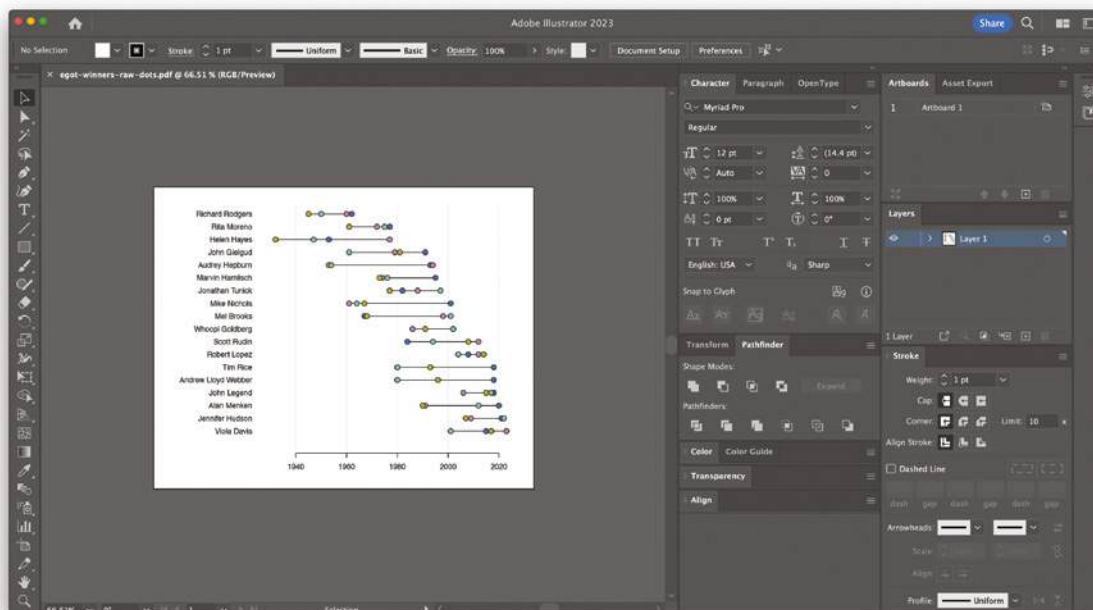 Adobe Illustrator 2023
Share
No Selection
Stroke: 1 pt
Uniform
Basic
Opacity: 100%
Style:
Document Setup
Preferences
× egot-winners-raw-dots.pdf @ 66.51 % (RGB/Preview)
Richard Rodgers
Rita Moreno
Helen Hayes
John Gielgud
Audrey Hepburn
Marvin Hamlisch
Jonathan Tunick
Mike Nichols
Mel Brooks
Whoopi Goldberg
Scott Rudin
Robert Lopez
Tim Rice
Andrew Lloyd Webber
John Legend
Alan Menken
Jennifer Hudson
Viola Davis
1940 1960 1980 2000 2020
Selection
Character Paragraph OpenType
Myriad Pro
Regular
12 pt (14.4 pt)
Auto 0
100% 100%
0 pt 0°
English: USA
Sharp
Snap to Glyph
Transform Pathfinder
Shape Modes:
Expand
Pathfinders:
Color Color Guide
Transparency
Align
Artboards Asset Export
1 Artboard 1
Layers
Layer 1
1 Layer
Stroke
Weight: 1 pt
Cap:
Corner: Limit: 10 x
Align Stroke:
Dashed Line
dash gap dash gap dash gap
Arrowheads:
Scale:
Align:
Profile: Uniform